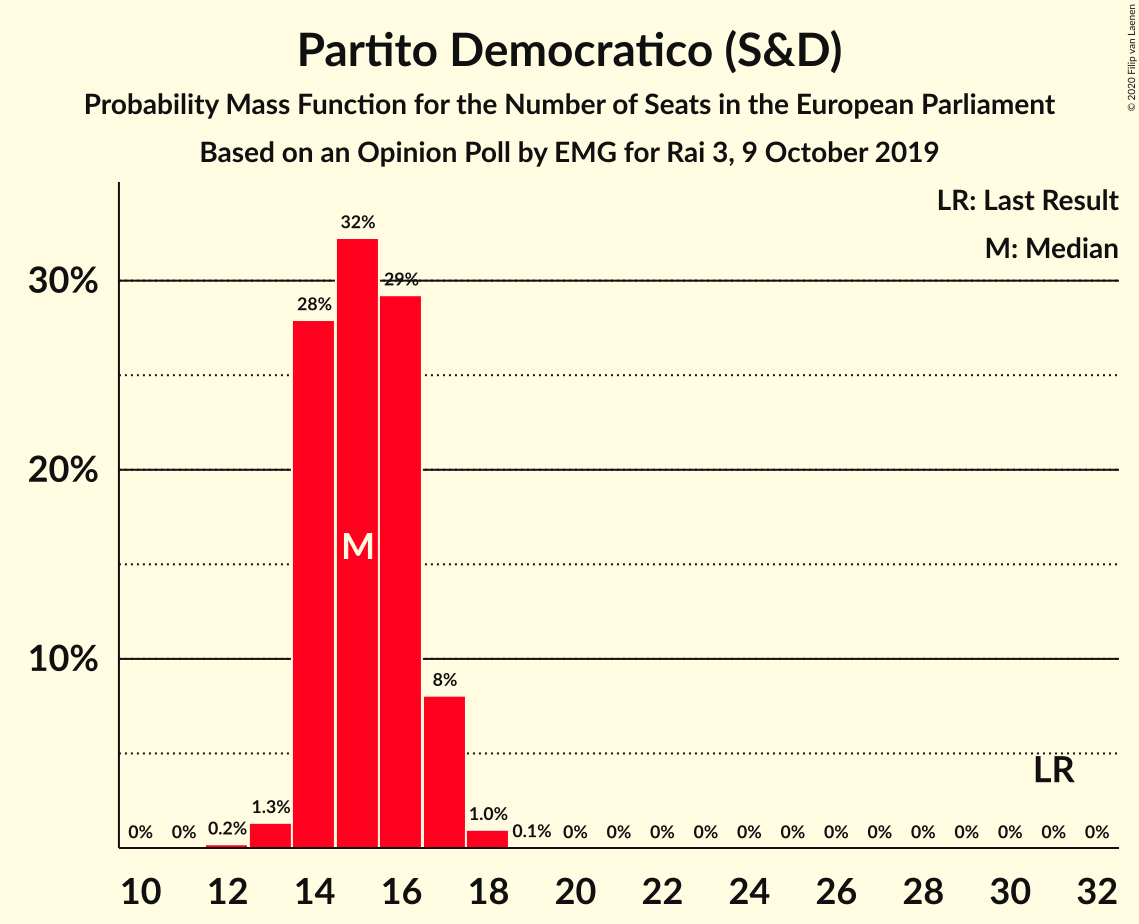 Partito Democratico (S&D)
Probability Mass Function for the Number of Seats in the European Parliament
Based on an Opinion Poll by EMG for Rai 3, 9 October 2019
© 2020 Filip van Laenen
LR: Last Result
M: Median
30%
20%
10%
0% 0% 0.2% 1.3% 28% 32% 29% 8% 1.0% 0.1% 0% 0% 0% 0% 0% 0% 0% 0% 0% 0% 0% 0% 0%
M
LR
10 12 14 16 18 20 22 24 26 28 30 32